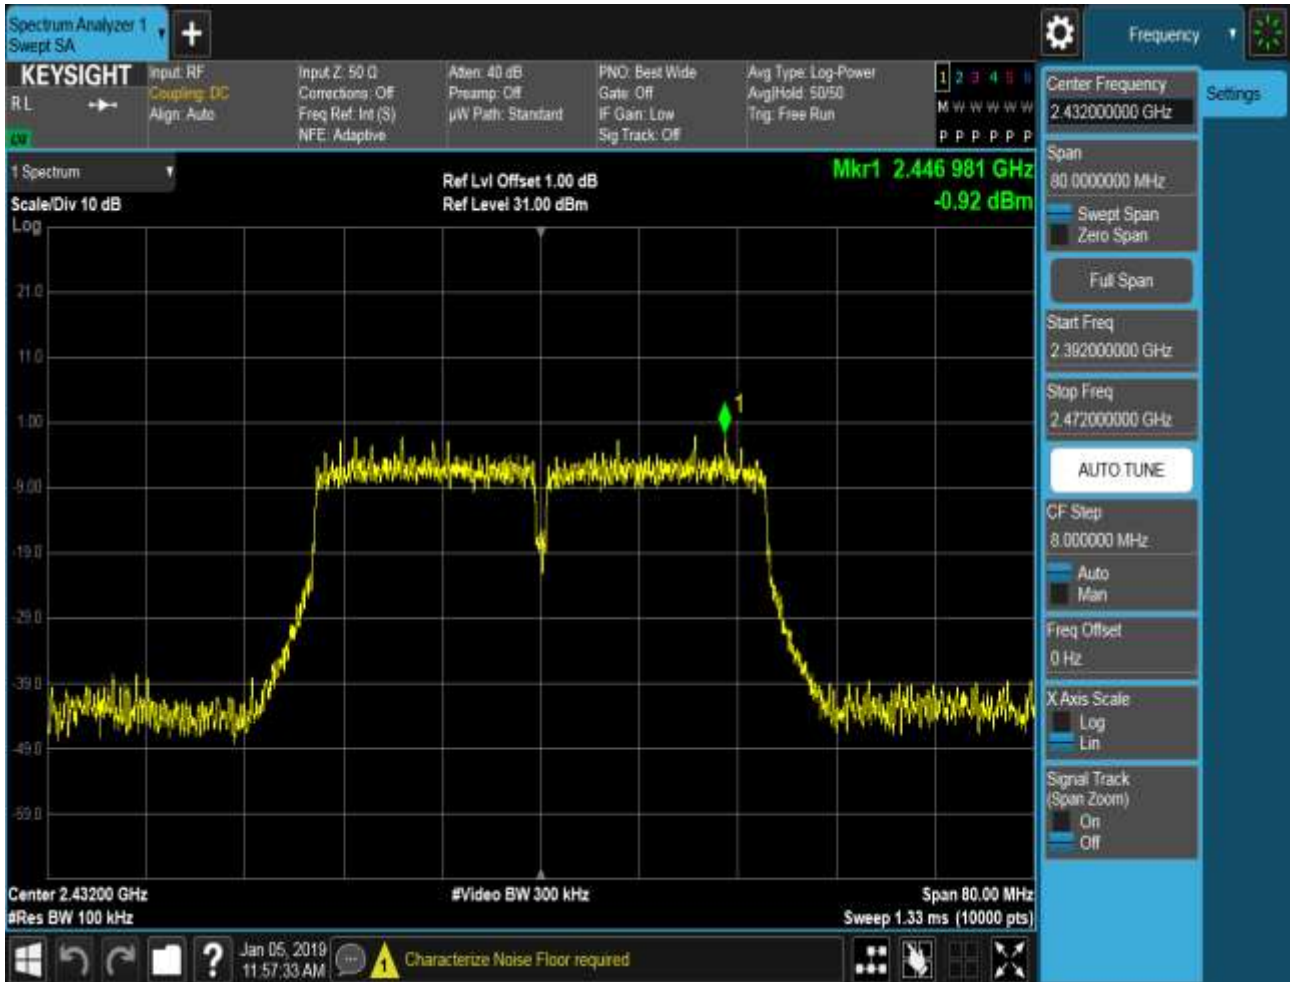 Spectrum Analyzer 1
Swept SA
+
Frequency
KEYSIGHT
RL
Input: RF
Coupling: DC
Align: Auto
Input Z: 50 Ω
Corrections: Off
Freq Ref: Int (S)
NFE: Adaptive
Atten: 40 dB
Preamp: Off
µW Path: Standard
PNO: Best Wide
Gate: Off
IF Gain: Low
Sig Track: Off
Avg Type: Log-Power
Avg|Hold: 50/50
Trig: Free Run
1 2 3 4 5 6
M W W W W W
P P P P P P
Center Frequency
2.432000000 GHz
Settings
Span
80.0000000 MHz
Swept Span
Zero Span
Full Span
Start Freq
2.392000000 GHz
Stop Freq
2.472000000 GHz
AUTO TUNE
CF Step
8.000000 MHz
Auto
Man
Freq Offset
0 Hz
X Axis Scale
Log
Lin
Signal Track
(Span Zoom)
On
Off
1 Spectrum
Scale/Div 10 dB
Log
Ref Lvl Offset 1.00 dB
Ref Level 31.00 dBm
Mkr1 2.446 981 GHz
-0.92 dBm
21.0
11.0
1.00
-9.00
-19.0
-29.0
-39.0
-49.0
-59.0
1
Center 2.43200 GHz
#Res BW 100 kHz
#Video BW 300 kHz
Span 80.00 MHz
Sweep 1.33 ms (10000 pts)
?
Jan 05, 2019
11:57:33 AM
1
Characterize Noise Floor required